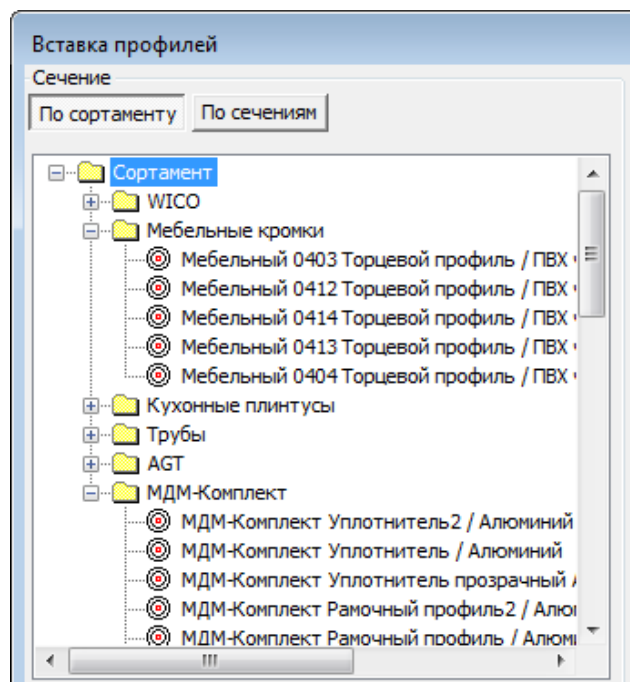 Вставка профилей
Сечение
По сортаменту По сечениям
Сортамент
WICO
Мебельные кромки
Мебельный 0403 Торцевой профиль / ПВХ
Мебельный 0412 Торцевой профиль / ПВХ
Мебельный 0414 Торцевой профиль / ПВХ
Мебельный 0413 Торцевой профиль / ПВХ
Мебельный 0404 Торцевой профиль / ПВХ
Кухонные плинтусы
Трубы
AGT
МДМ-Комплект
МДМ-Комплект Уплотнитель2 / Алюминий
МДМ-Комплект Уплотнитель / Алюминий
МДМ-Комплект Уплотнитель прозрачный
МДМ-Комплект Рамочный профиль2 / Алю
МДМ-Комплект Рамочный профиль / Алюм